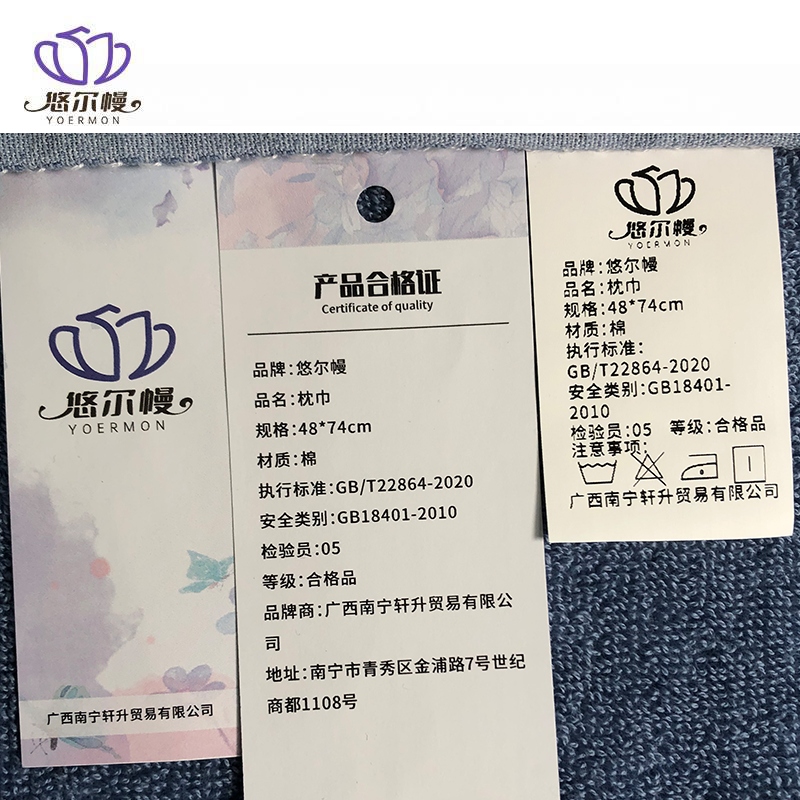 悠尔幔
YOERMON
悠尔幔
YOERMON
广西南宁轩升贸易有限公司
产品合格证
Certificate of quality
品牌:悠尔幔
品名:枕巾
规格:48*74cm
材质:棉
执行标准:GB/T22864-2020
安全类别:GB18401-2010
检验员:05
等级:合格品
品牌商:广西南宁轩升贸易有限公
司
地址:南宁市青秀区金浦路7号世纪
商都1108号
悠尔幔
YOERMON
品牌:悠尔幔
品名:枕巾
规格:48*74cm
材质:棉
执行标准:
GB/T22864-2020
安全类别:GB18401-
2010
检验员:05 等级:合格品
注意事项:
广西南宁轩升贸易有限公司